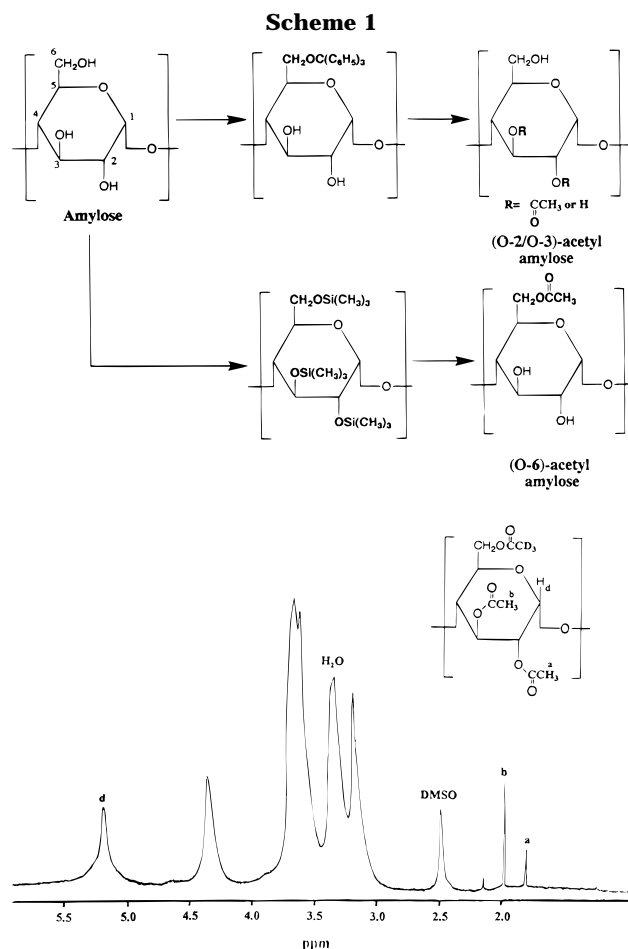 Scheme 1
6
CH₂OH
5
O
4
1
OH
3
2
OH
O
Amylose
CH₂OC(C₆H₅)₃
O
OH
OH
O
CH₂OH
O
OR
OR
O
R= CCH₃ or H
O
(O-2/O-3)-acetyl
amylose
CH₂OSi(CH₃)₃
O
OSi(CH₃)₃
OSi(CH₃)₃
O
O
CH₂OCCH₃
O
OH
OH
O
(O-6)-acetyl
amylose
O
CH₂OCCD₃
O
H d
O b
CCH₃
O
O
O a
CCH₃
O
H₂O
d
DMSO
b
a
5.5 5.0 4.5 4.0 3.5 3.0 2.5 2.0
ppm